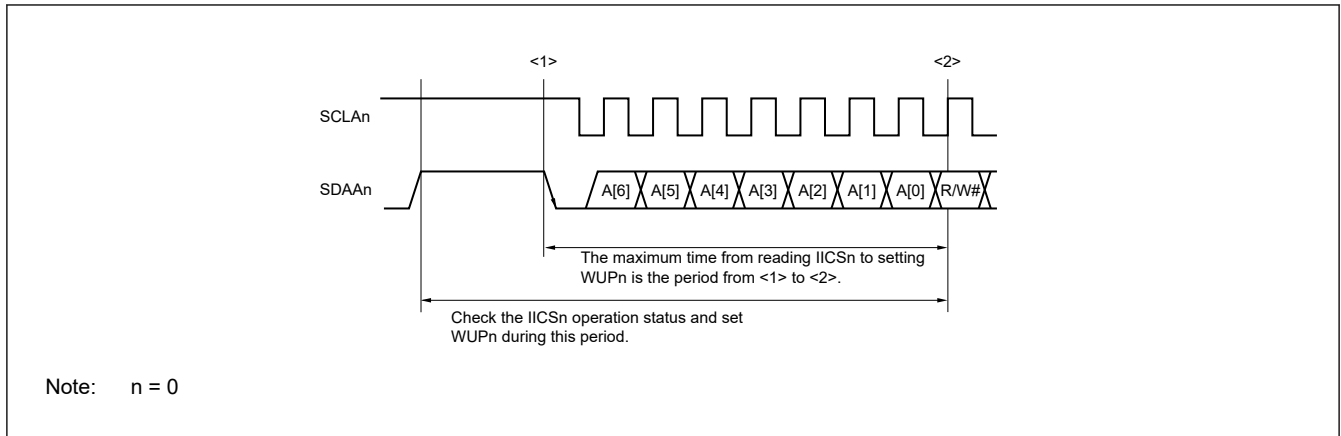 <1> <2>
SCLAn
SDAAn A[6] A[5] A[4] A[3] A[2] A[1] A[0] R/W#
The maximum time from reading IICSn to setting
WUPn is the period from <1> to <2>.
Check the IICSn operation status and set
WUPn during this period.
Note: n = 0